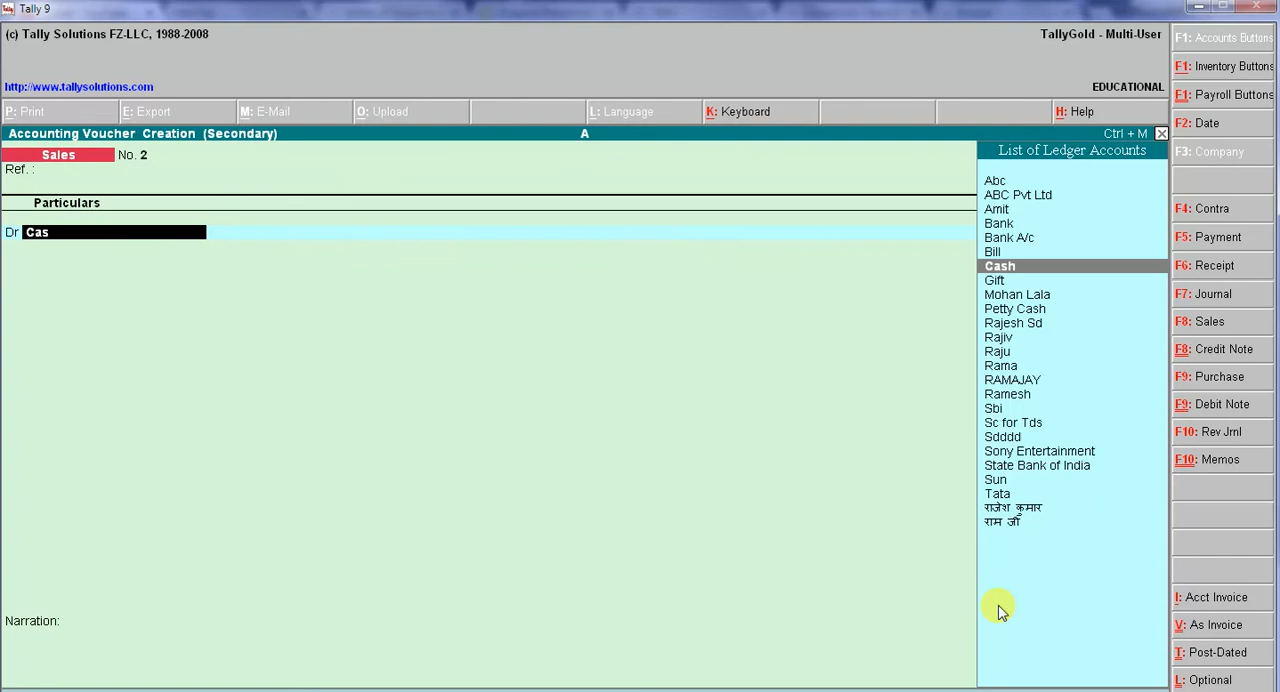 Tally 9
(c) Tally Solutions FZ-LLC, 1988-2008
TallyGold - Multi-User
http://www.tallysolutions.com
EDUCATIONAL
P: Print
E: Export
M: E-Mail
O: Upload
L: Language
K: Keyboard
H: Help
Accounting Voucher Creation (Secondary)
A
Ctrl + M
Sales No. 2
Ref. :
Particulars
Dr Cas
Narration:
List of Ledger Accounts
Abc
ABC Pvt Ltd
Amit
Bank
Bank A/c
Bill
Cash
Gift
Mohan Lala
Petty Cash
Rajesh Sd
Rajiv
Raju
Rama
RAMAJAY
Ramesh
Sbi
Sc for Tds
Sdddd
Sony Entertainment
State Bank of India
Sun
Tata
राजेश कुमार
राम जी
F1: Accounts Buttons
F1: Inventory Buttons
F1: Payroll Buttons
F2: Date
F3: Company
F4: Contra
F5: Payment
F6: Receipt
F7: Journal
F8: Sales
F8: Credit Note
F9: Purchase
F9: Debit Note
F10: Rev Jrnl
F10: Memos
I: Acct Invoice
V: As Invoice
T: Post-Dated
L: Optional